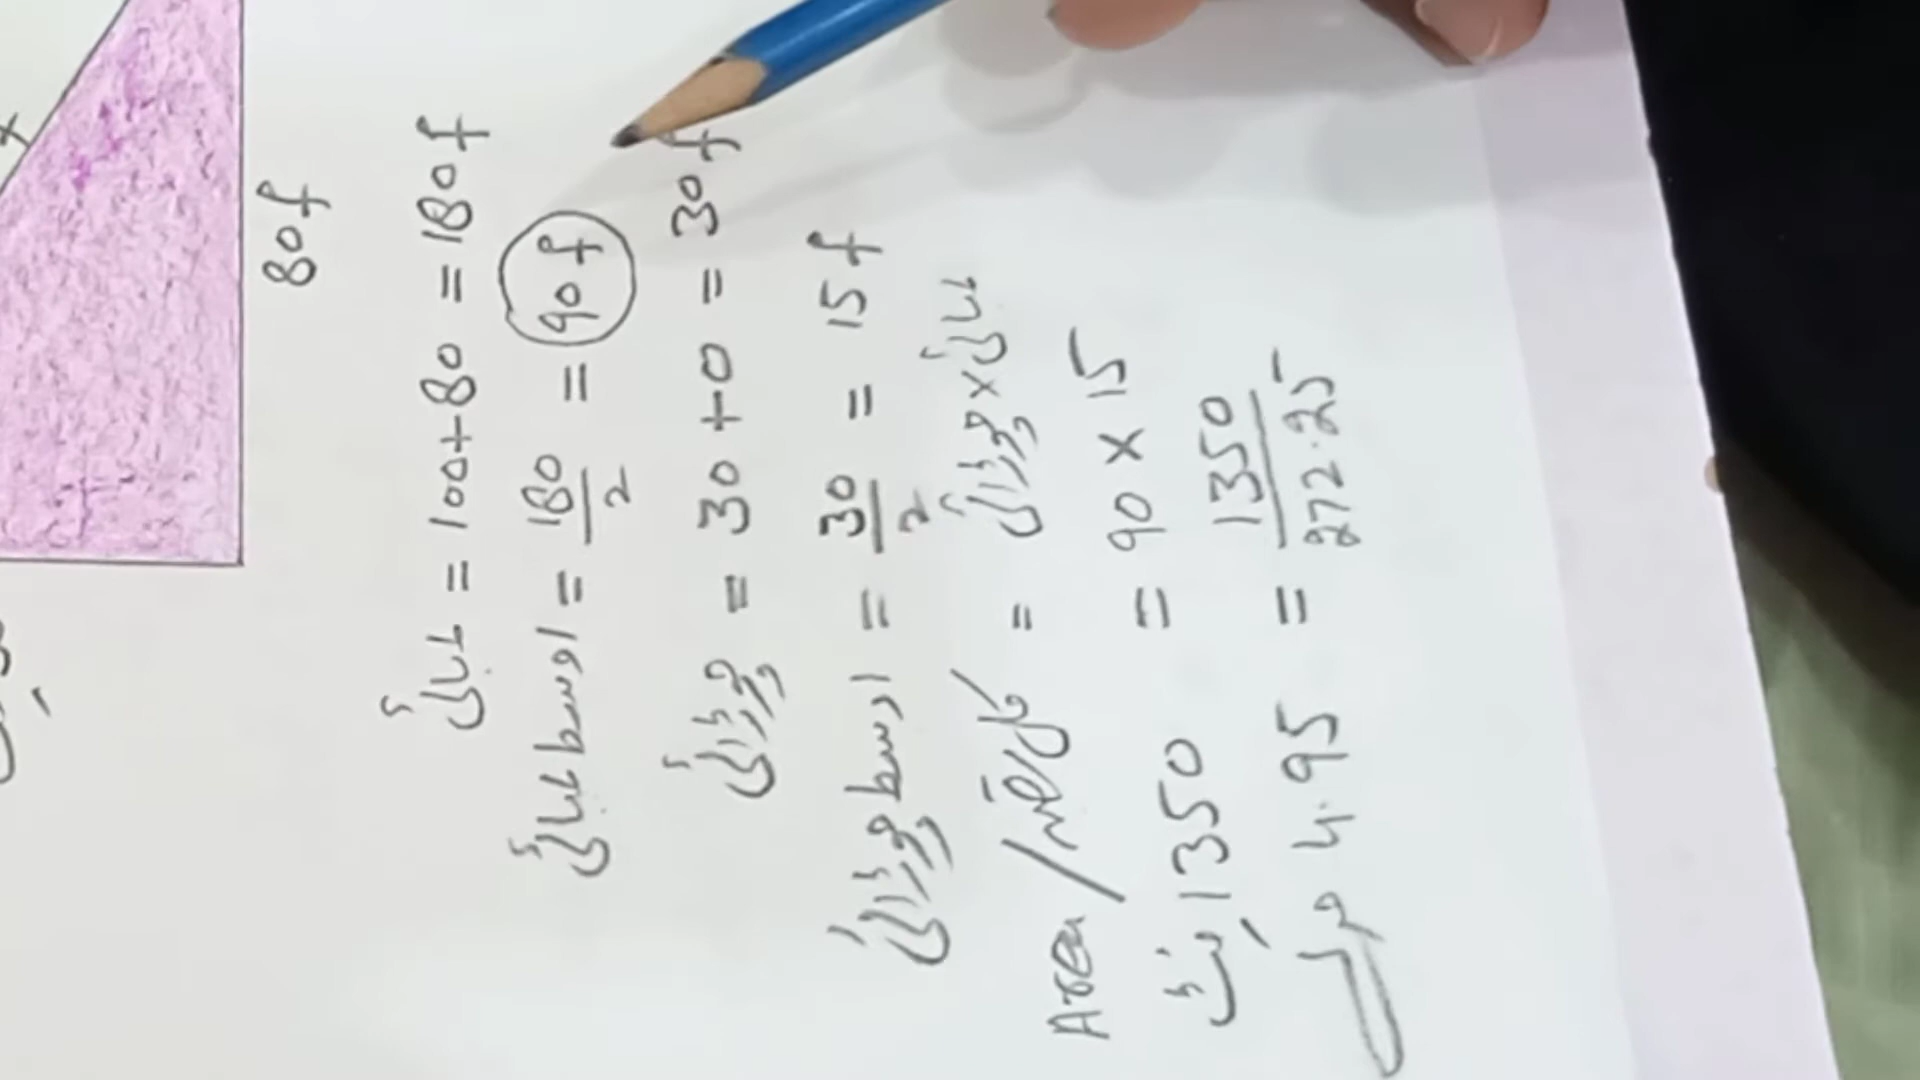 80f
لمبائی = 100+80 = 180f
اوسط لمبائی = 180/2 = 90f
چوڑائی = 30+0 = 30f
اوسط چوڑائی = 30/2 = 15f
Area / کل رقبہ = چوڑائی × لمبائی
= 90 × 15
1350 فٹ = 1350/272.25
4.95 مرلے